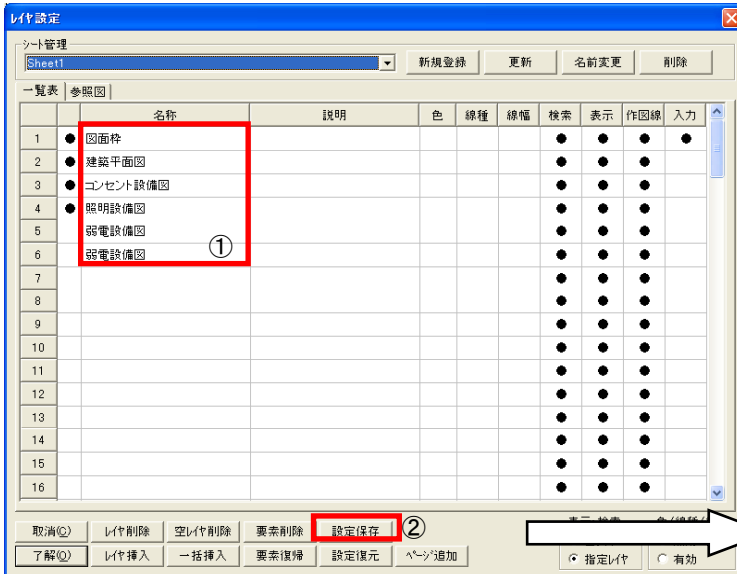 ﾚｲﾔ設定
ｼｰﾄ管理
Sheet1 新規登録 更新 名前変更 削除
一覧表 参照図
名称 説明 色 線種 線幅 検索 表示 作図線 入力
1 ● 図面枠 ● ● ● ●
2 ● 建築平面図 ● ● ●
3 ● コンセント設備図 ● ● ●
4 ● 照明設備図 ● ● ●
5 弱電設備図 ● ● ●
6 弱電設備図 ● ● ●
①
7 ● ● ●
8 ● ● ●
9 ● ● ●
10 ● ● ●
11 ● ● ●
12 ● ● ●
13 ● ● ●
14 ● ● ●
15 ● ● ●
16 ● ● ●
取消(C) ﾚｲﾔ削除 空ﾚｲﾔ削除 要素削除 設定保存 ②
了解(O) ﾚｲﾔ挿入 一括挿入 要素復帰 設定復元 ﾍﾟｰｼﾞ追加 指定ﾚｲﾔ 有効